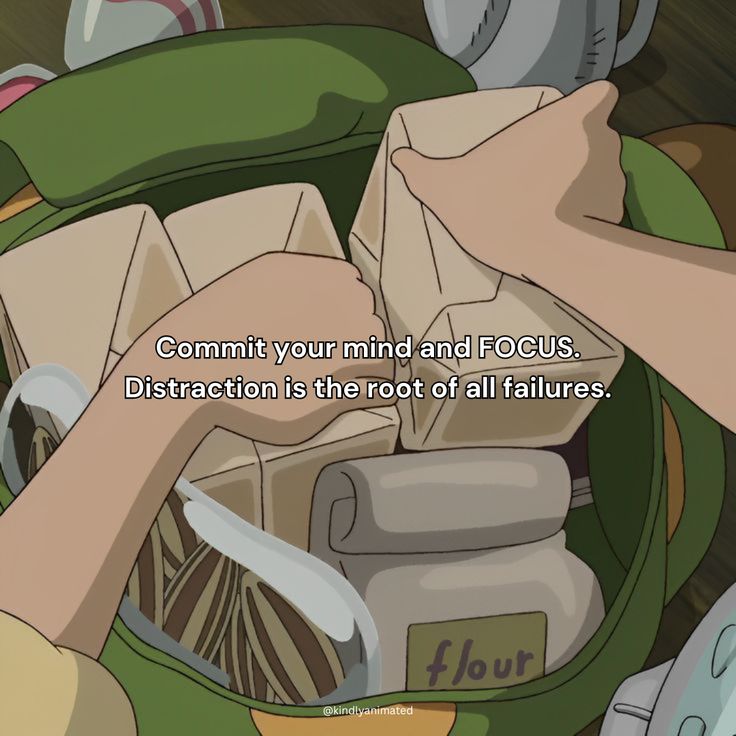 Commit your mind and FOCUS.
Distraction is the root of all failures.
flour
@kindlyanimated